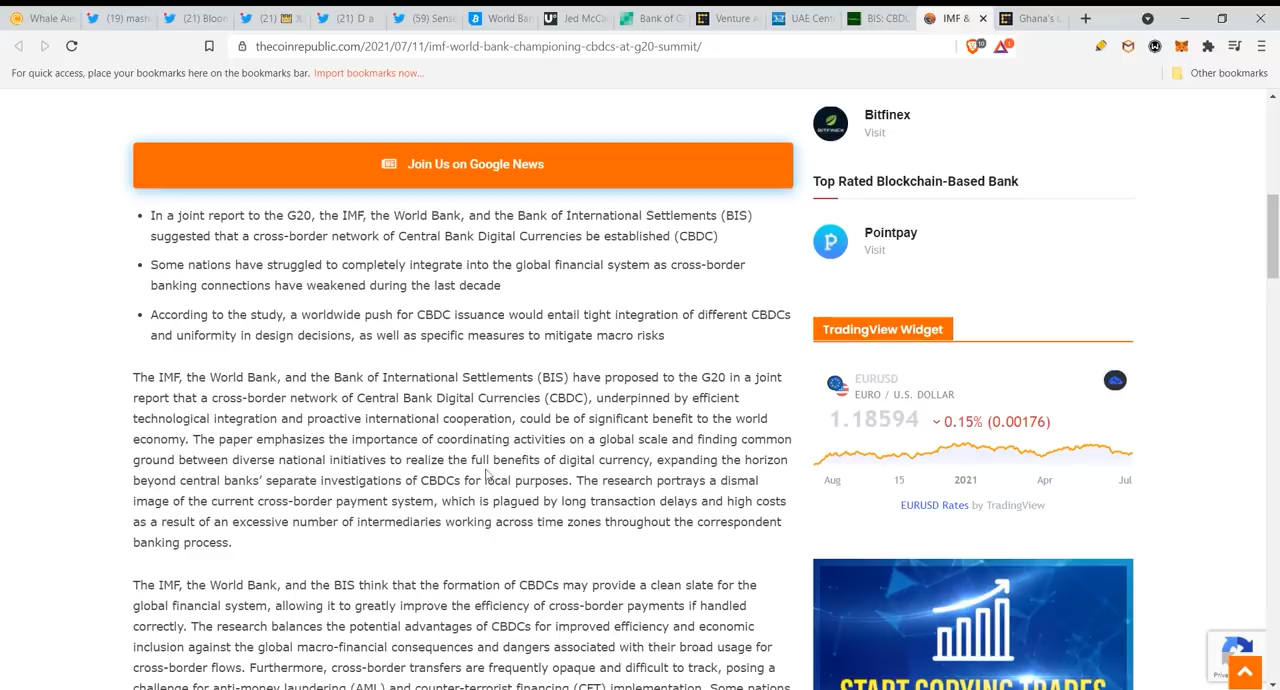 Whale Ale
(19) mash
(21) Bloon
(21)
(21) D a
(59) Sense
World Ban
Jed McCa
Bank of G
Venture A
UAE Cent
BIS: CBDC
IMF &
Ghana's C
thecoinrepublic.com/2021/07/11/imf-world-bank-championing-cbdcs-at-g20-summit/
For quick access, place your bookmarks here on the bookmarks bar. Import bookmarks now...
Other bookmarks
Join Us on Google News
• In a joint report to the G20, the IMF, the World Bank, and the Bank of International Settlements (BIS)
suggested that a cross-border network of Central Bank Digital Currencies be established (CBDC)
• Some nations have struggled to completely integrate into the global financial system as cross-border
banking connections have weakened during the last decade
• According to the study, a worldwide push for CBDC issuance would entail tight integration of different CBDCs
and uniformity in design decisions, as well as specific measures to mitigate macro risks
The IMF, the World Bank, and the Bank of International Settlements (BIS) have proposed to the G20 in a joint
report that a cross-border network of Central Bank Digital Currencies (CBDC), underpinned by efficient
technological integration and proactive international cooperation, could be of significant benefit to the world
economy. The paper emphasizes the importance of coordinating activities on a global scale and finding common
ground between diverse national initiatives to realize the full benefits of digital currency, expanding the horizon
beyond central banks’ separate investigations of CBDCs for local purposes. The research portrays a dismal
image of the current cross-border payment system, which is plagued by long transaction delays and high costs
as a result of an excessive number of intermediaries working across time zones throughout the correspondent
banking process.
The IMF, the World Bank, and the BIS think that the formation of CBDCs may provide a clean slate for the
global financial system, allowing it to greatly improve the efficiency of cross-border payments if handled
correctly. The research balances the potential advantages of CBDCs for improved efficiency and economic
inclusion against the global macro-financial consequences and dangers associated with their broad usage for
cross-border flows. Furthermore, cross-border transfers are frequently opaque and difficult to track, posing a
challenge for anti-money laundering (AML) and counter-terrorist financing (CFT) implementation. Some nations
Bitfinex
Visit
Top Rated Blockchain-Based Bank
Pointpay
Visit
TradingView Widget
EURUSD
EURO / U.S. DOLLAR
1.18594 0.15% (0.00176)
Aug 15 2021 Apr Jul
EURUSD Rates by TradingView
START COPYING TRADES